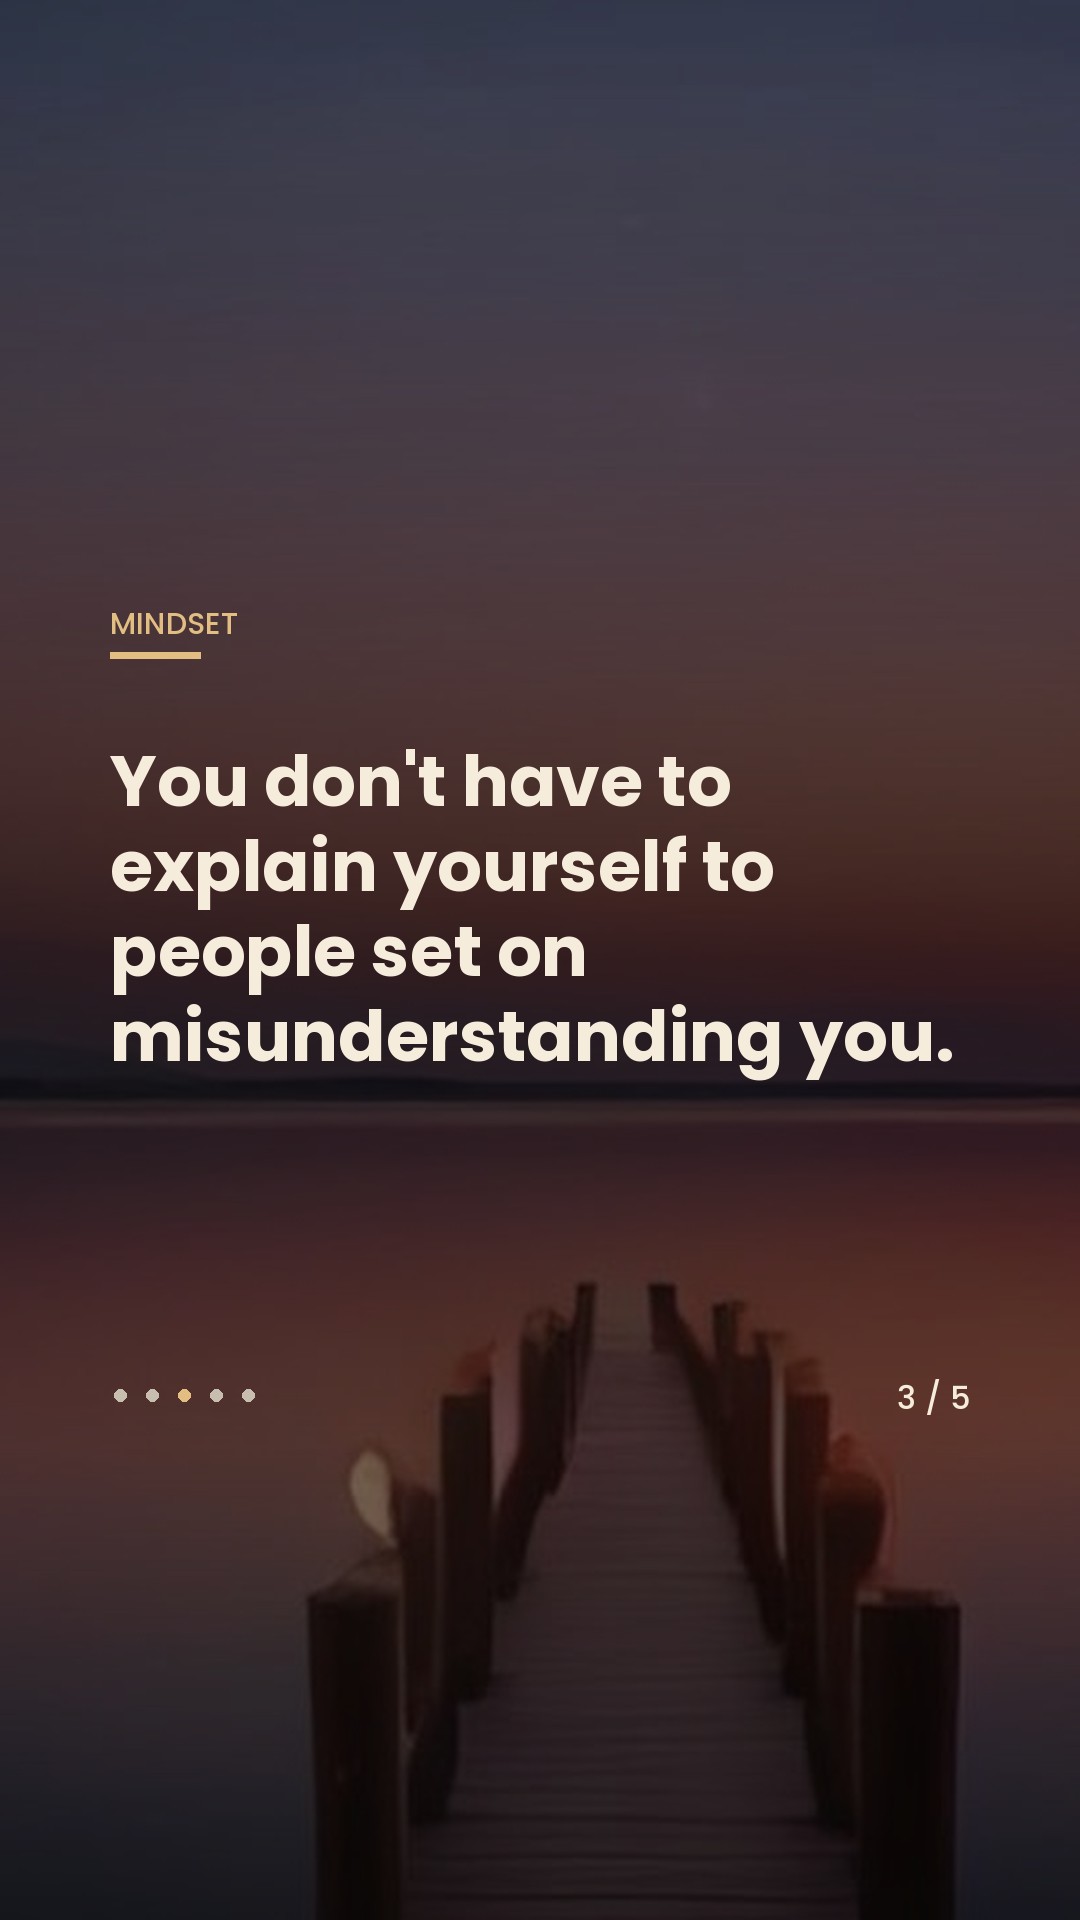 MINDSET
You don't have to
explain yourself to
people set on
misunderstanding you.
3 / 5